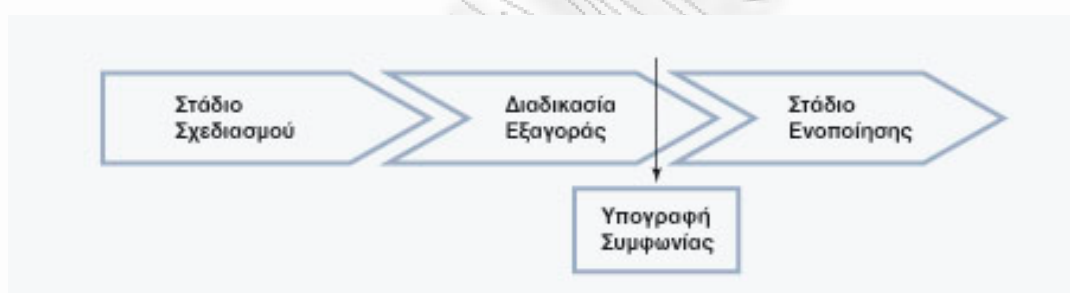 Στάδιο
Σχεδιασμού
Διαδικασία
Εξαγοράς
Στάδιο
Ενοποίησης
Υπογραφή
Συμφωνίας